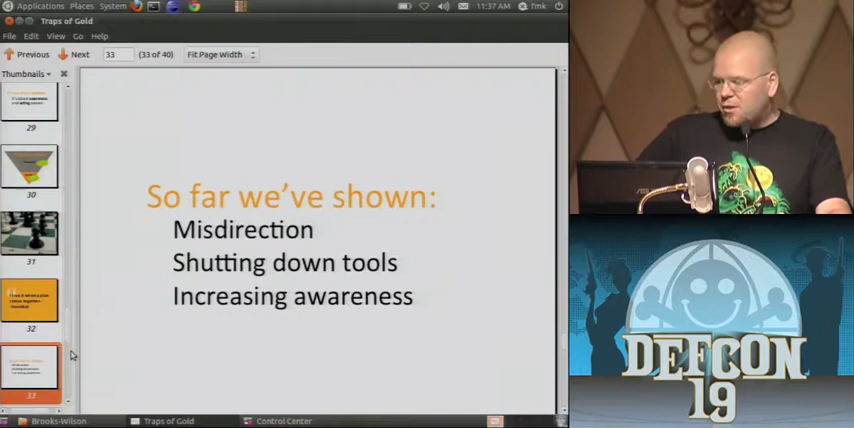 Applications Places System
11:37 AM fmk
Traps of Gold
File Edit View Go Help
Previous Next 33 (33 of 40) Fit Page Width
Thumbnails
29
30
31
32
33
So far we've shown:
Misdirection
Shutting down tools
Increasing awareness
Brooks-Wilson Traps of Gold Control Center
DEFCON
19